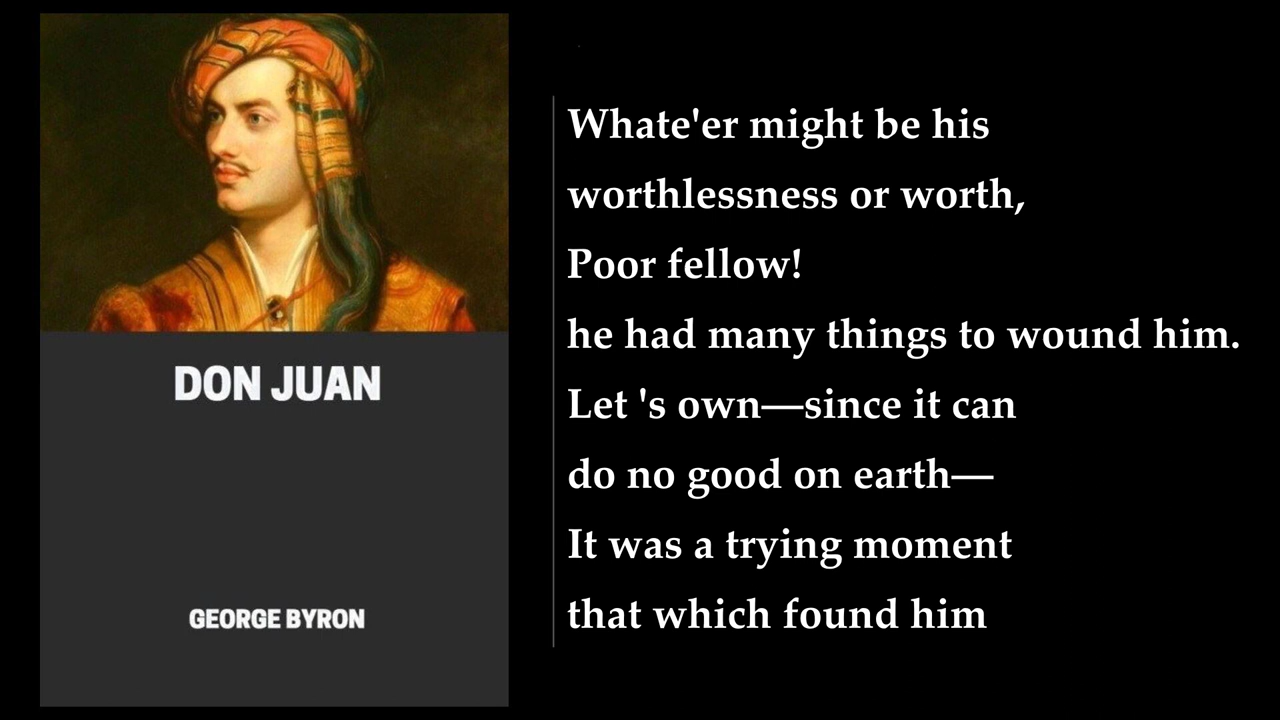 DON JUAN
GEORGE BYRON
Whate'er might be his
worthlessness or worth,
Poor fellow!
he had many things to wound him.
Let 's own—since it can
do no good on earth—
It was a trying moment
that which found him